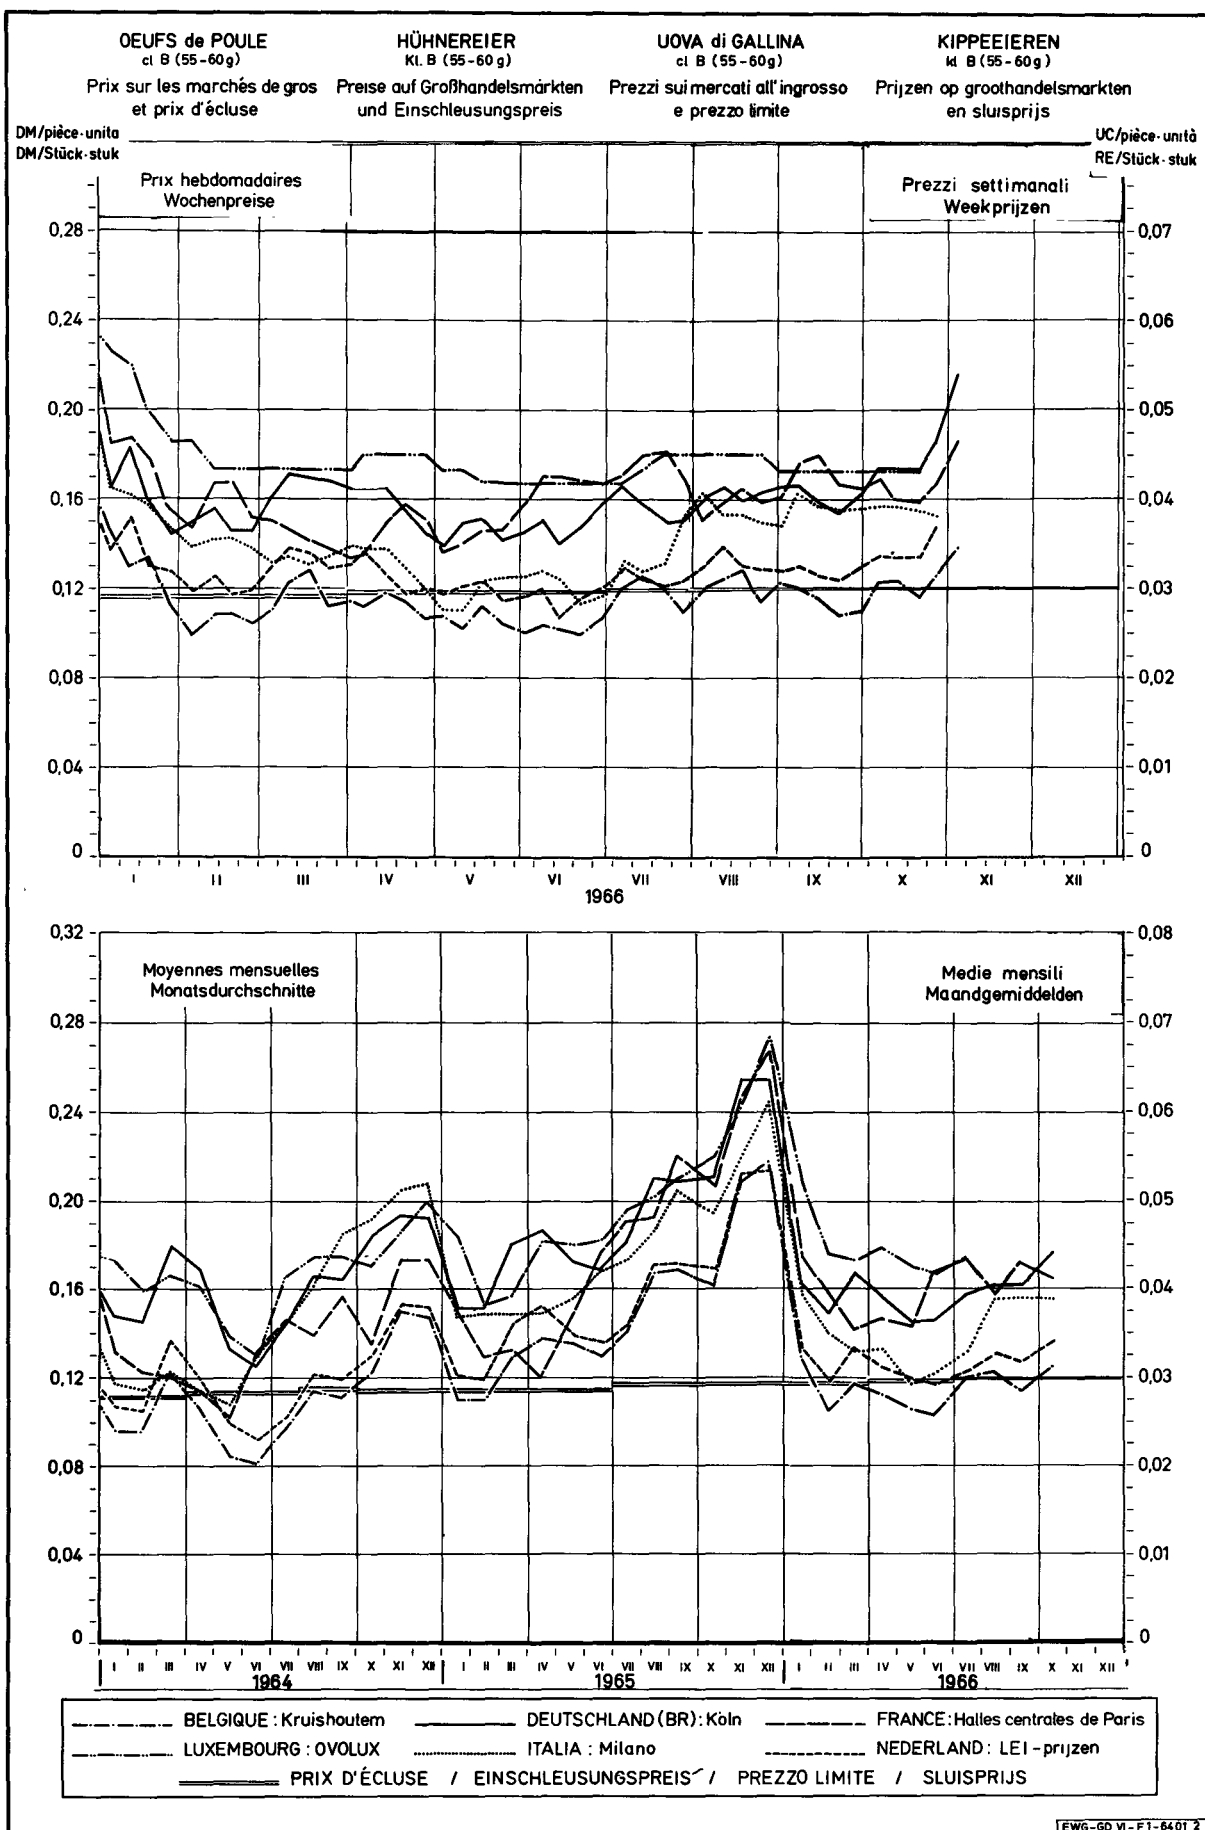 OEUFS de POULE
cl B (55-60g)
Prix sur les marchés de gros
et prix d'écluse
HÜHNEREIER
Kl. B (55-60g)
Preise auf Großhandelsmärkten
und Einschleusungspreis
UOVA di GALLINA
cl B (55-60g)
Prezzi sui mercati all'ingrosso
e prezzo limite
KIPPEEIEREN
kl B (55-60g)
Prijzen op groothandelsmarkten
en sluisprijs
DM/pièce-unita
DM/Stück-stuk
UC/pièce-unità
RE/Stück-stuk
Prix hebdomadaires
Wochenpreise
Prezzi settimanali
Weekprijzen
0,28 0,07
0,24 0,06
0,20 0,05
0,16 0,04
0,12 0,03
0,08 0,02
0,04 0,01
0 0
I II III IV V VI VII VIII IX X XI XII
1966
0,32 0,08
Moyennes mensuelles
Monatsdurchschnitte
Medie mensili
Maandgemiddelden
0,28 0,07
0,24 0,06
0,20 0,05
0,16 0,04
0,12 0,03
0,08 0,02
0,04 0,01
0 0
I II III IV V VI VII VIII IX X XI XII I II III IV V VI VII VIII IX X XI XII I II III IV V VI VII VIII IX X XI XII
1964 1965 1966
BELGIQUE : Kruishoutem DEUTSCHLAND (BR) : Köln FRANCE: Halles centrales de Paris
LUXEMBOURG : OVOLUX ITALIA : Milano NEDERLAND : LEI-prijzen
PRIX D'ÉCLUSE / EINSCHLEUSUNGSPREIS / PREZZO LIMITE / SLUISPRIJS
EWG-GD VI-F1-6401 2